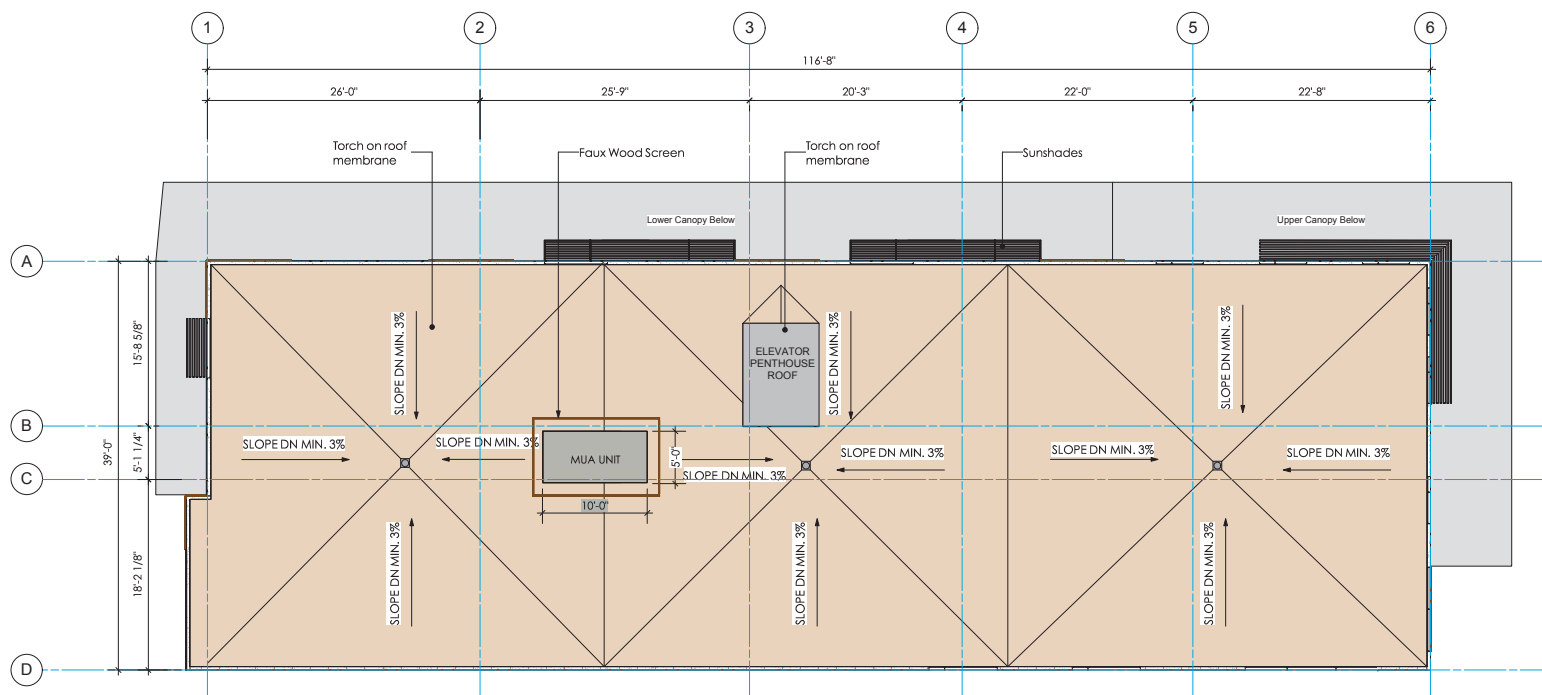 1
2
3
4
5
6
116'-8"
26'-0"
25'-9"
20'-3"
22'-0"
22'-8"
Torch on roof
membrane
Faux Wood Screen
Torch on roof
membrane
Sunshades
Lower Canopy Below
Upper Canopy Below
A
15'-8 5/8"
SLOPE DN MIN. 3%
ELEVATOR
PENTHOUSE
ROOF
SLOPE DN MIN. 3%
SLOPE DN MIN. 3%
B
39'-0"
5'-1 1/4"
SLOPE DN MIN. 3%
SLOPE DN MIN. 3%
MUA UNIT
5'-0"
SLOPE DN MIN. 3%
SLOPE DN MIN. 3%
SLOPE DN MIN. 3%
SLOPE DN MIN. 3%
C
10'-0"
18'-2 1/8"
SLOPE DN MIN. 3%
SLOPE DN MIN. 3%
SLOPE DN MIN. 3%
D